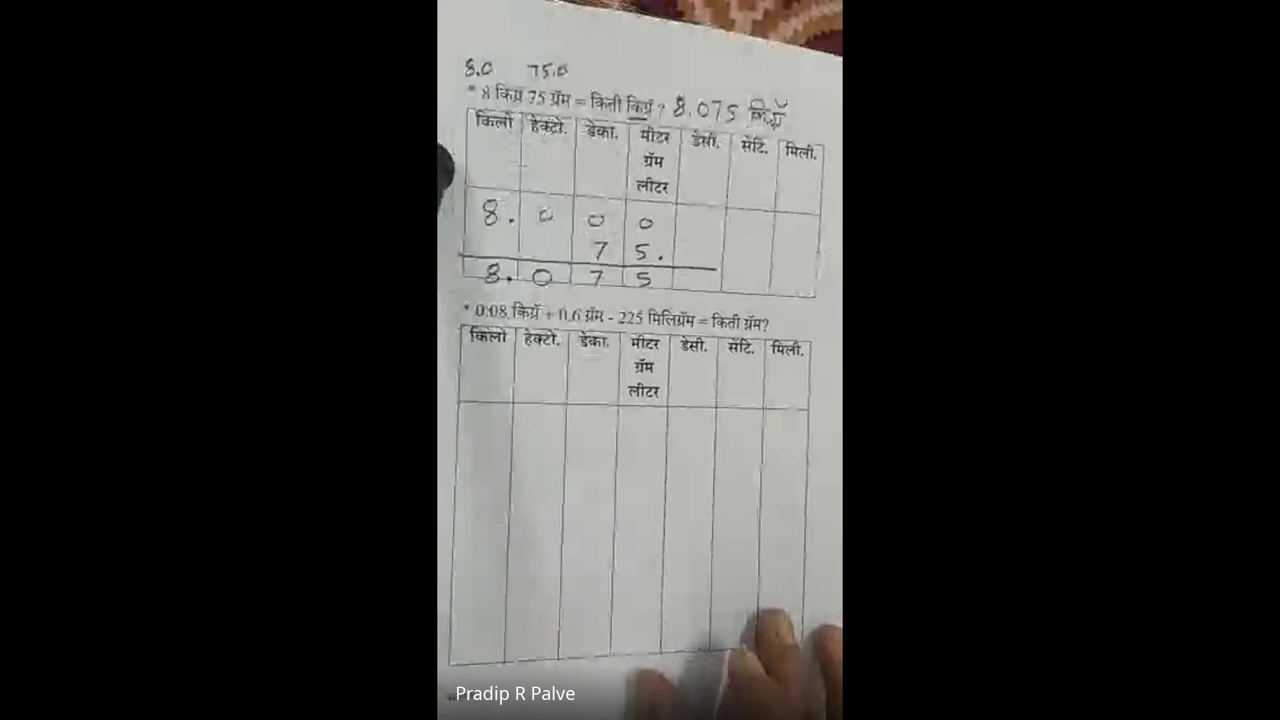 8.0 75.0
* 8 किग्रॅ 75 ग्रॅम = किती किग्रॅ ? 8.075 किग्रॅ
किलो हेक्टो. डेका. मीटर ग्रॅम लीटर डेसी. सेंटि. मिली.
8. 0 0 0
7 5.
8. 0 7 5
* 0.08 किग्रॅ + 0.6 ग्रॅम - 225 मिलिग्रॅम = किती ग्रॅम?
किलो हेक्टो. डेका. मीटर ग्रॅम लीटर डेसी. सेंटि. मिली.
Pradip R Palve